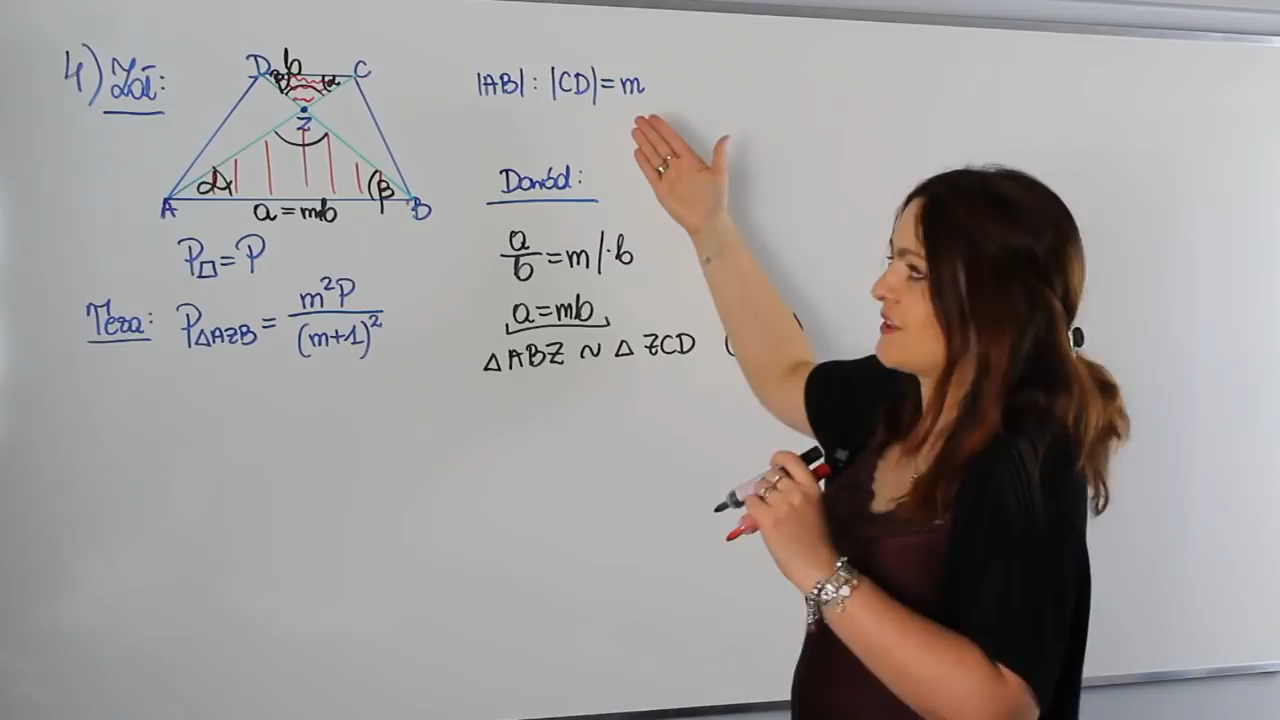 4) Zał:
D b C
β α
Z
α β
A a = mb B
P□ = P
Teza: P△AZB = m²P / (m+1)²
|AB| : |CD| = m
Dowód:
a/b = m /·b
a = mb
△ABZ ~ △ZCD (